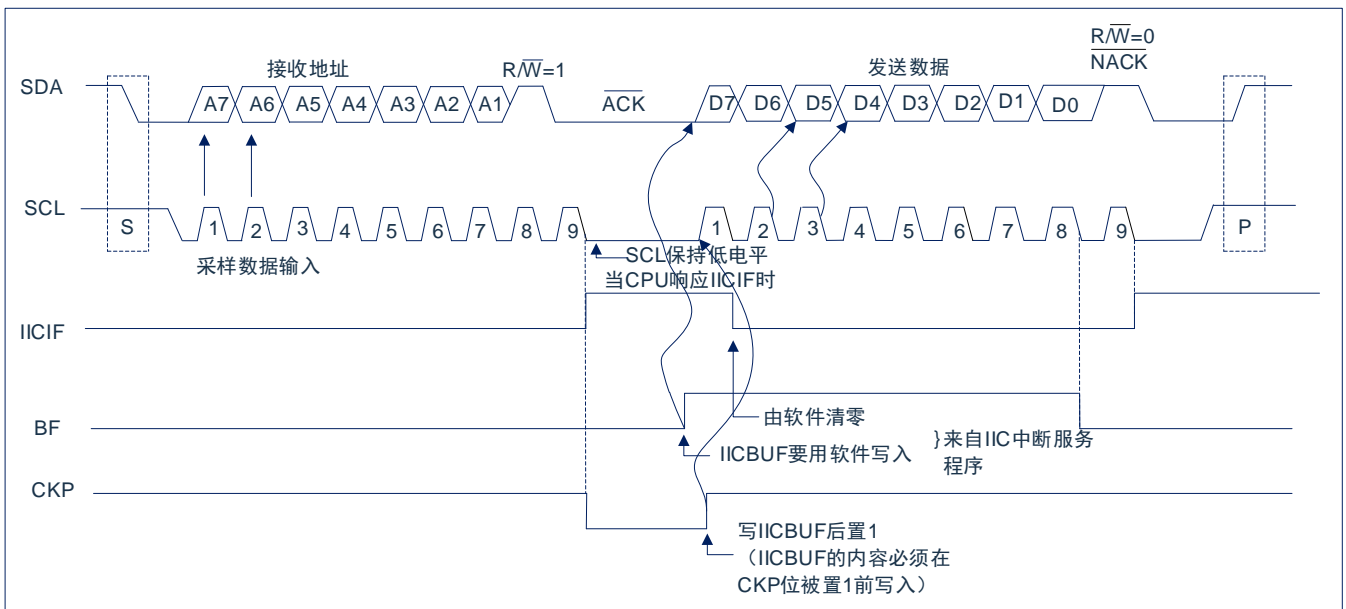 R/W̅=0
接收地址 R/W̅=1 发送数据 N̅A̅C̅K̅
SDA A7 A6 A5 A4 A3 A2 A1 A̅C̅K̅ D7 D6 D5 D4 D3 D2 D1 D0
SCL S 1 2 3 4 5 6 7 8 9 1 2 3 4 5 6 7 8 9 P
采样数据输入
SCL保持低电平
当CPU响应IICIF时
IICIF
由软件清零
BF
IICBUF要用软件写入
}来自IIC中断服务
程序
CKP
写IICBUF后置1
（IICBUF的内容必须在
CKP位被置1前写入）